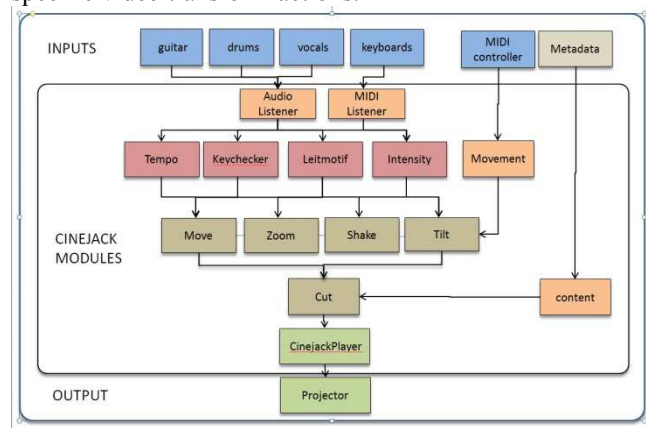 INPUTS
guitar
drums
vocals
keyboards
MIDI
controller
Metadata
Audio
Listener
MIDI
Listener
Tempo
Keychecker
Leitmotif
Intensity
Movement
CINEJACK
MODULES
Move
Zoom
Shake
Tilt
Cut
content
CinejackPlayer
OUTPUT
Projector